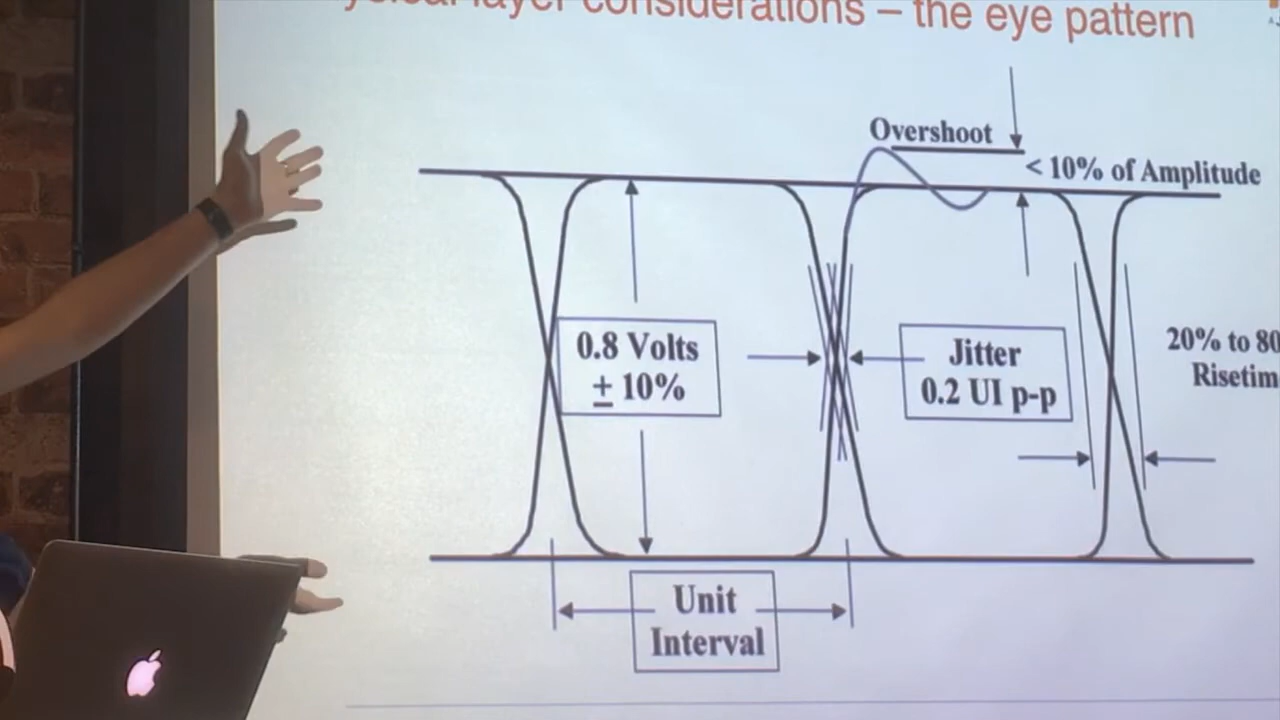 layer considerations – the eye pattern
Overshoot
< 10% of Amplitude
0.8 Volts
± 10%
Jitter
0.2 UI p-p
20% to 80
Risetim
Unit
Interval